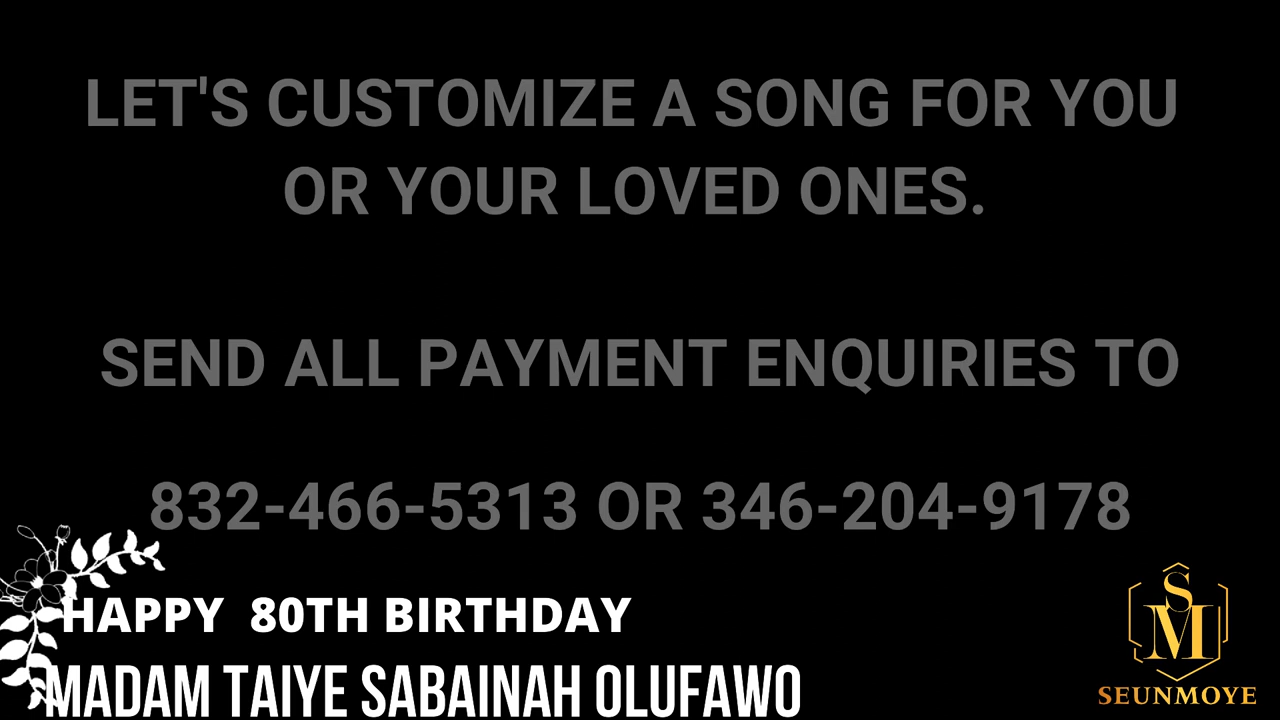 LET'S CUSTOMIZE A SONG FOR YOU
OR YOUR LOVED ONES.
SEND ALL PAYMENT ENQUIRIES TO
832-466-5313 OR 346-204-9178
HAPPY 80TH BIRTHDAY
MADAM TAIYE SABAINAH OLUFAWO
SM
SEUNMOYE